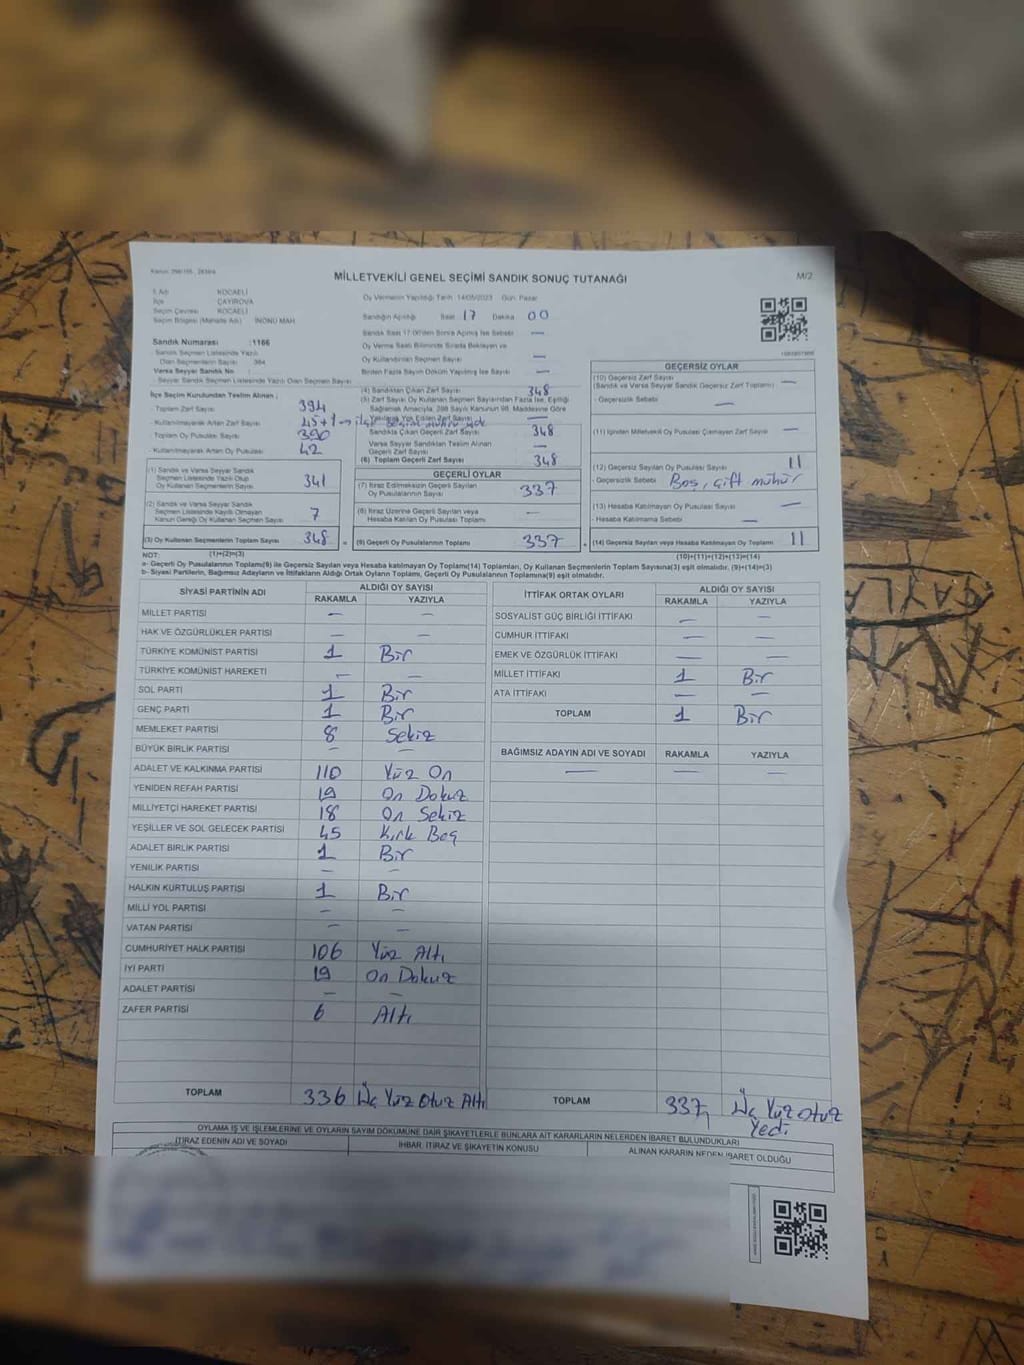 MİLLETVEKİLİ GENEL SEÇİMİ SANDIK SONUÇ TUTANAĞI
M/2
İl Adı KOCAELİ
İlçe ÇAYIROVA
Seçim Çevresi KOCAELİ
Seçim Bölgesi (Mahalle Adı) : İNÖNÜ MAH
Sandık Numarası :1166
Sandık Seçmen Listesinde Yazılı
Olan Seçmenlerin Sayısı 384
Versa Seyyar Sandık No
Seyyar Sandık Seçmen Listesinde Yazılı Olan Seçmen Sayısı
İlçe Seçim Kurulundan Teslim Alınan ;
- Toplam Zarf Sayısı 394
- Kullanılmayarak Artan Zarf Sayısı 45+1
- Toplam Oy Pusulası Sayısı 390
- Kullanılmayarak Artan Oy Pusulası 42
(1) Sandık ve Varsa Seyyar Sandık
Seçmen Listesinde Yazılı Olup
Oy Kullanan Seçmenlerin Sayısı 341
(2) Sandık ve Varsa Seyyar Sandık
Seçmen Listesinde Kayıtlı Olmayan
Kanun Gereği Oy Kullanan Seçmen Sayısı 7
(3) Oy Kullanan Seçmenlerin Toplam Sayısı 348 =
Oy Vermenin Yapıldığı Tarih 14/05/2023 Gün: Pazar
Sandığın Açıldığı Saat 17 Dakika 00
Sandık Saat 17:00'den Sonra Açılmış İse Sebebi —
Oy Verme Saati Bitiminde Sırada Bekleyen ve
Oy Kullandırılan Seçmen Sayısı —
Birden Fazla Sayım Döküm Yapılmış İse Sayısı —
(4) Sandıktan Çıkan Zarf Sayısı 348
(5) Zarf Sayısı Oy Kullanan Seçmen Sayısından Fazla İse, Eşitliği
Sağlamak Amacıyla, 298 Sayılı Kanunun 98. Maddesine Göre
Yakılarak Yok Edilen Zarf Sayısı —
Sandıkta Çıkan Geçerli Zarf Sayısı 348
Varsa Seyyar Sandıktan Teslim Alınan
Geçerli Zarf Sayısı —
(6) Toplam Geçerli Zarf Sayısı 348
GEÇERLİ OYLAR
(7) İtiraz Edilmeksizin Geçerli Sayılan
Oy Pusulalarının Sayısı 337
(8) İtiraz Üzerine Geçerli Sayılan veya
Hesaba Katılan Oy Pusulası Toplamı —
(9) Geçerli Oy Pusulalarının Toplamı 337 +
GEÇERSİZ OYLAR
(10) Geçersiz Zarf Sayısı
(Sandık ve Varsa Seyyar Sandık Geçersiz Zarf Toplamı) —
- Geçersizlik Sebebi —
(11) İçinden Milletvekili Oy Pusulası Çıkmayan Zarf Sayısı —
(12) Geçersiz Sayılan Oy Pusulası Sayısı 11
- Geçersizlik Sebebi Boş, çift mühür
(13) Hesaba Katılmayan Oy Pusulası Sayısı —
- Hesaba Katılmama Sebebi —
(14) Geçersiz Sayılan veya Hesaba Katılmayan Oy Toplamı 11
NOT: (1)+(2)=(3) (10)+(11)+(12)+(13)=(14)
a- Geçerli Oy Pusulalarının Toplamı(9) ile Geçersiz Sayılan veya Hesaba Katılmayan Oy Toplamı(14) Toplamları, Oy Kullanan Seçmenlerin Toplam Sayısına(3) eşit olmalıdır. (9)+(14)=(3)
b- Siyasi Partilerin, Bağımsız Adayların ve İttifakların Aldığı Ortak Oyların Toplamı, Geçerli Oy Pusulalarının Toplamına(9) eşit olmalıdır.
SİYASİ PARTİNİN ADI ALDIĞI OY SAYISI
RAKAMLA YAZIYLA
MİLLET PARTİSİ — —
HAK VE ÖZGÜRLÜKLER PARTİSİ — —
TÜRKİYE KOMÜNİST PARTİSİ 1 Bir
TÜRKİYE KOMÜNİST HAREKETİ — —
SOL PARTİ 1 Bir
GENÇ PARTİ 1 Bir
MEMLEKET PARTİSİ 8 Sekiz
BÜYÜK BİRLİK PARTİSİ — —
ADALET VE KALKINMA PARTİSİ 110 Yüz On
YENİDEN REFAH PARTİSİ 19 On Dokuz
MİLLİYETÇİ HAREKET PARTİSİ 18 On Sekiz
YEŞİLLER VE SOL GELECEK PARTİSİ 45 Kırk Beş
ADALET BİRLİK PARTİSİ 1 Bir
YENİLİK PARTİSİ — —
HALKIN KURTULUŞ PARTİSİ 1 Bir
MİLLİ YOL PARTİSİ — —
VATAN PARTİSİ — —
CUMHURİYET HALK PARTİSİ 106 Yüz Altı
İYİ PARTİ 19 On Dokuz
ADALET PARTİSİ — —
ZAFER PARTİSİ 6 Altı
TOPLAM 336 Üç Yüz Otuz Altı
İTTİFAK ORTAK OYLARI ALDIĞI OY SAYISI
RAKAMLA YAZIYLA
SOSYALİST GÜÇ BİRLİĞİ İTTİFAKI — —
CUMHUR İTTİFAKI — —
EMEK VE ÖZGÜRLÜK İTTİFAKI — —
MİLLET İTTİFAKI 1 Bir
ATA İTTİFAKI — —
TOPLAM 1 Bir
BAĞIMSIZ ADAYIN ADI VE SOYADI RAKAMLA YAZIYLA
— — —
TOPLAM 337 Üç Yüz Otuz
Yedi
OYLAMA İŞ VE İŞLEMLERİNE VE OYLARIN SAYIM DÖKÜMÜNE DAİR ŞİKAYETLERLE BUNLARA AİT KARARLARIN NELERDEN İBARET BULUNDUKLARI
İTİRAZ EDENİN ADI VE SOYADI İHBAR, İTİRAZ VE ŞİKAYETİN KONUSU ALINAN KARARIN NEDEN İBARET OLDUĞU